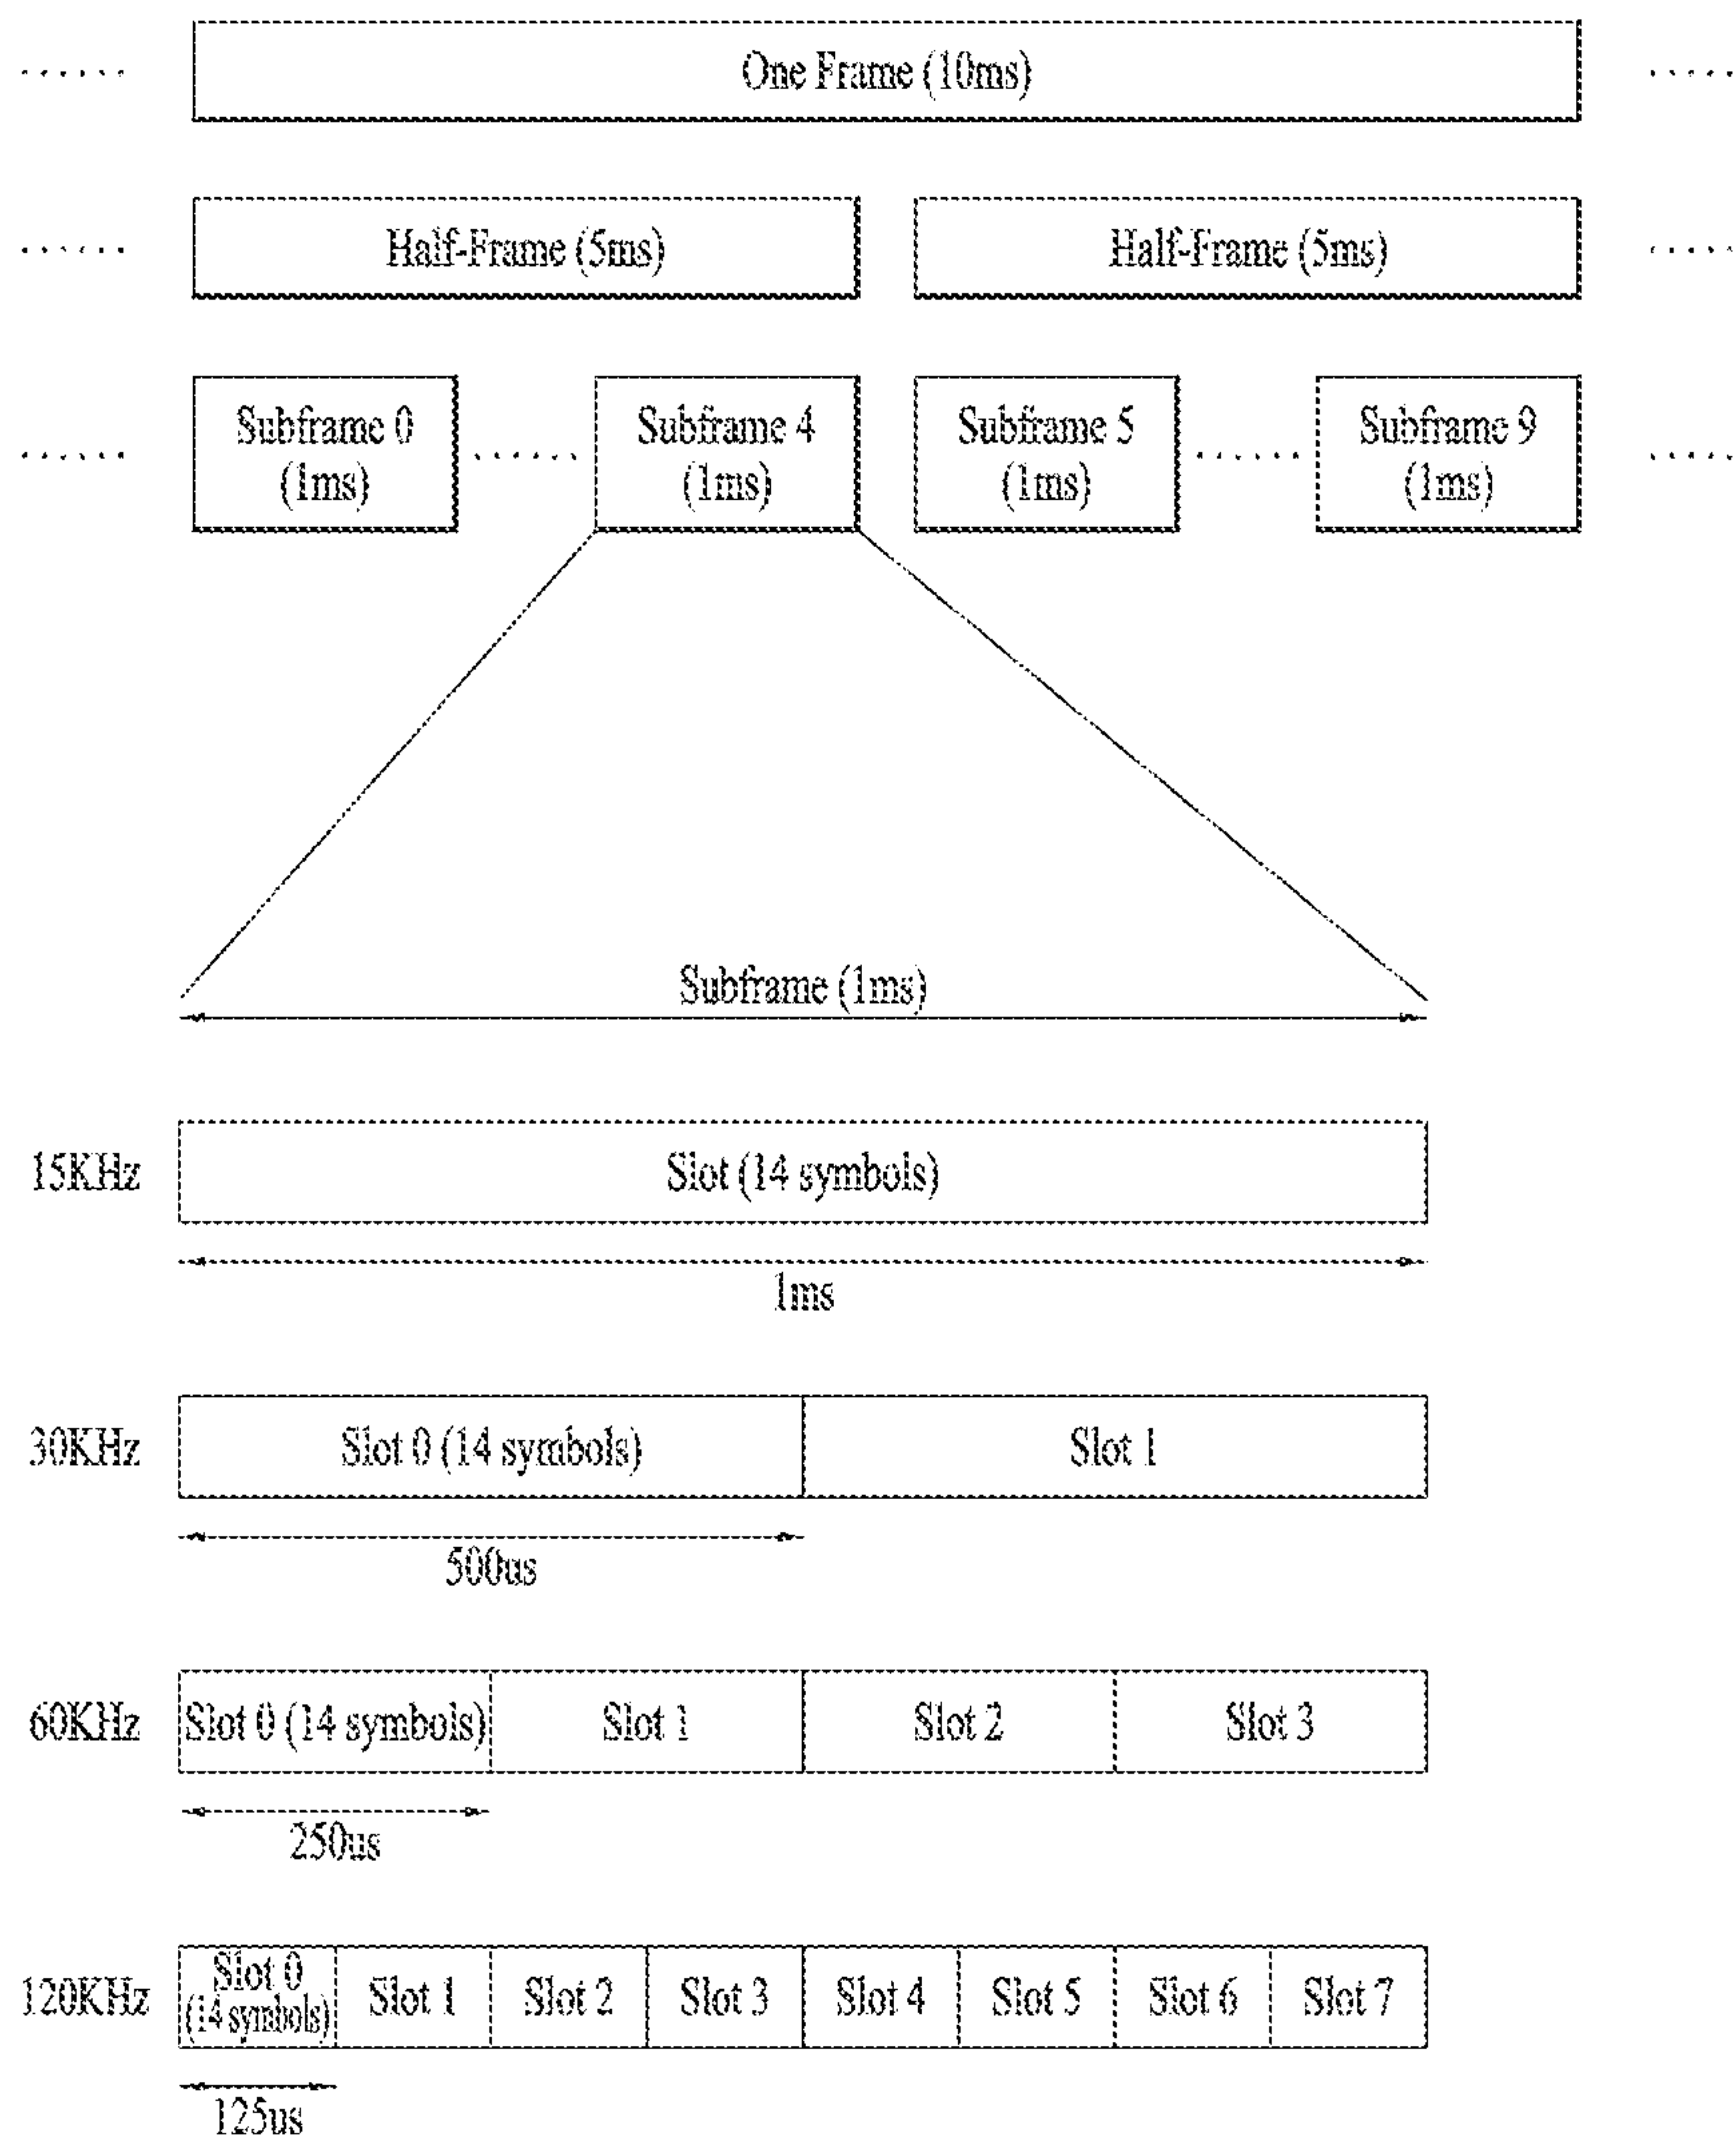 One Frame (10ms)
Half-Frame (5ms)
Half-Frame (5ms)
Subframe 0
(1ms)
Subframe 4
(1ms)
Subframe 5
(1ms)
Subframe 9
(1ms)
Subframe (1ms)
15KHz
Slot (14 symbols)
1ms
30KHz
Slot 0 (14 symbols)
Slot 1
500us
60KHz
Slot 0 (14 symbols)
Slot 1
Slot 2
Slot 3
250us
120KHz
Slot 0
(14 symbols)
Slot 1
Slot 2
Slot 3
Slot 4
Slot 5
Slot 6
Slot 7
125us